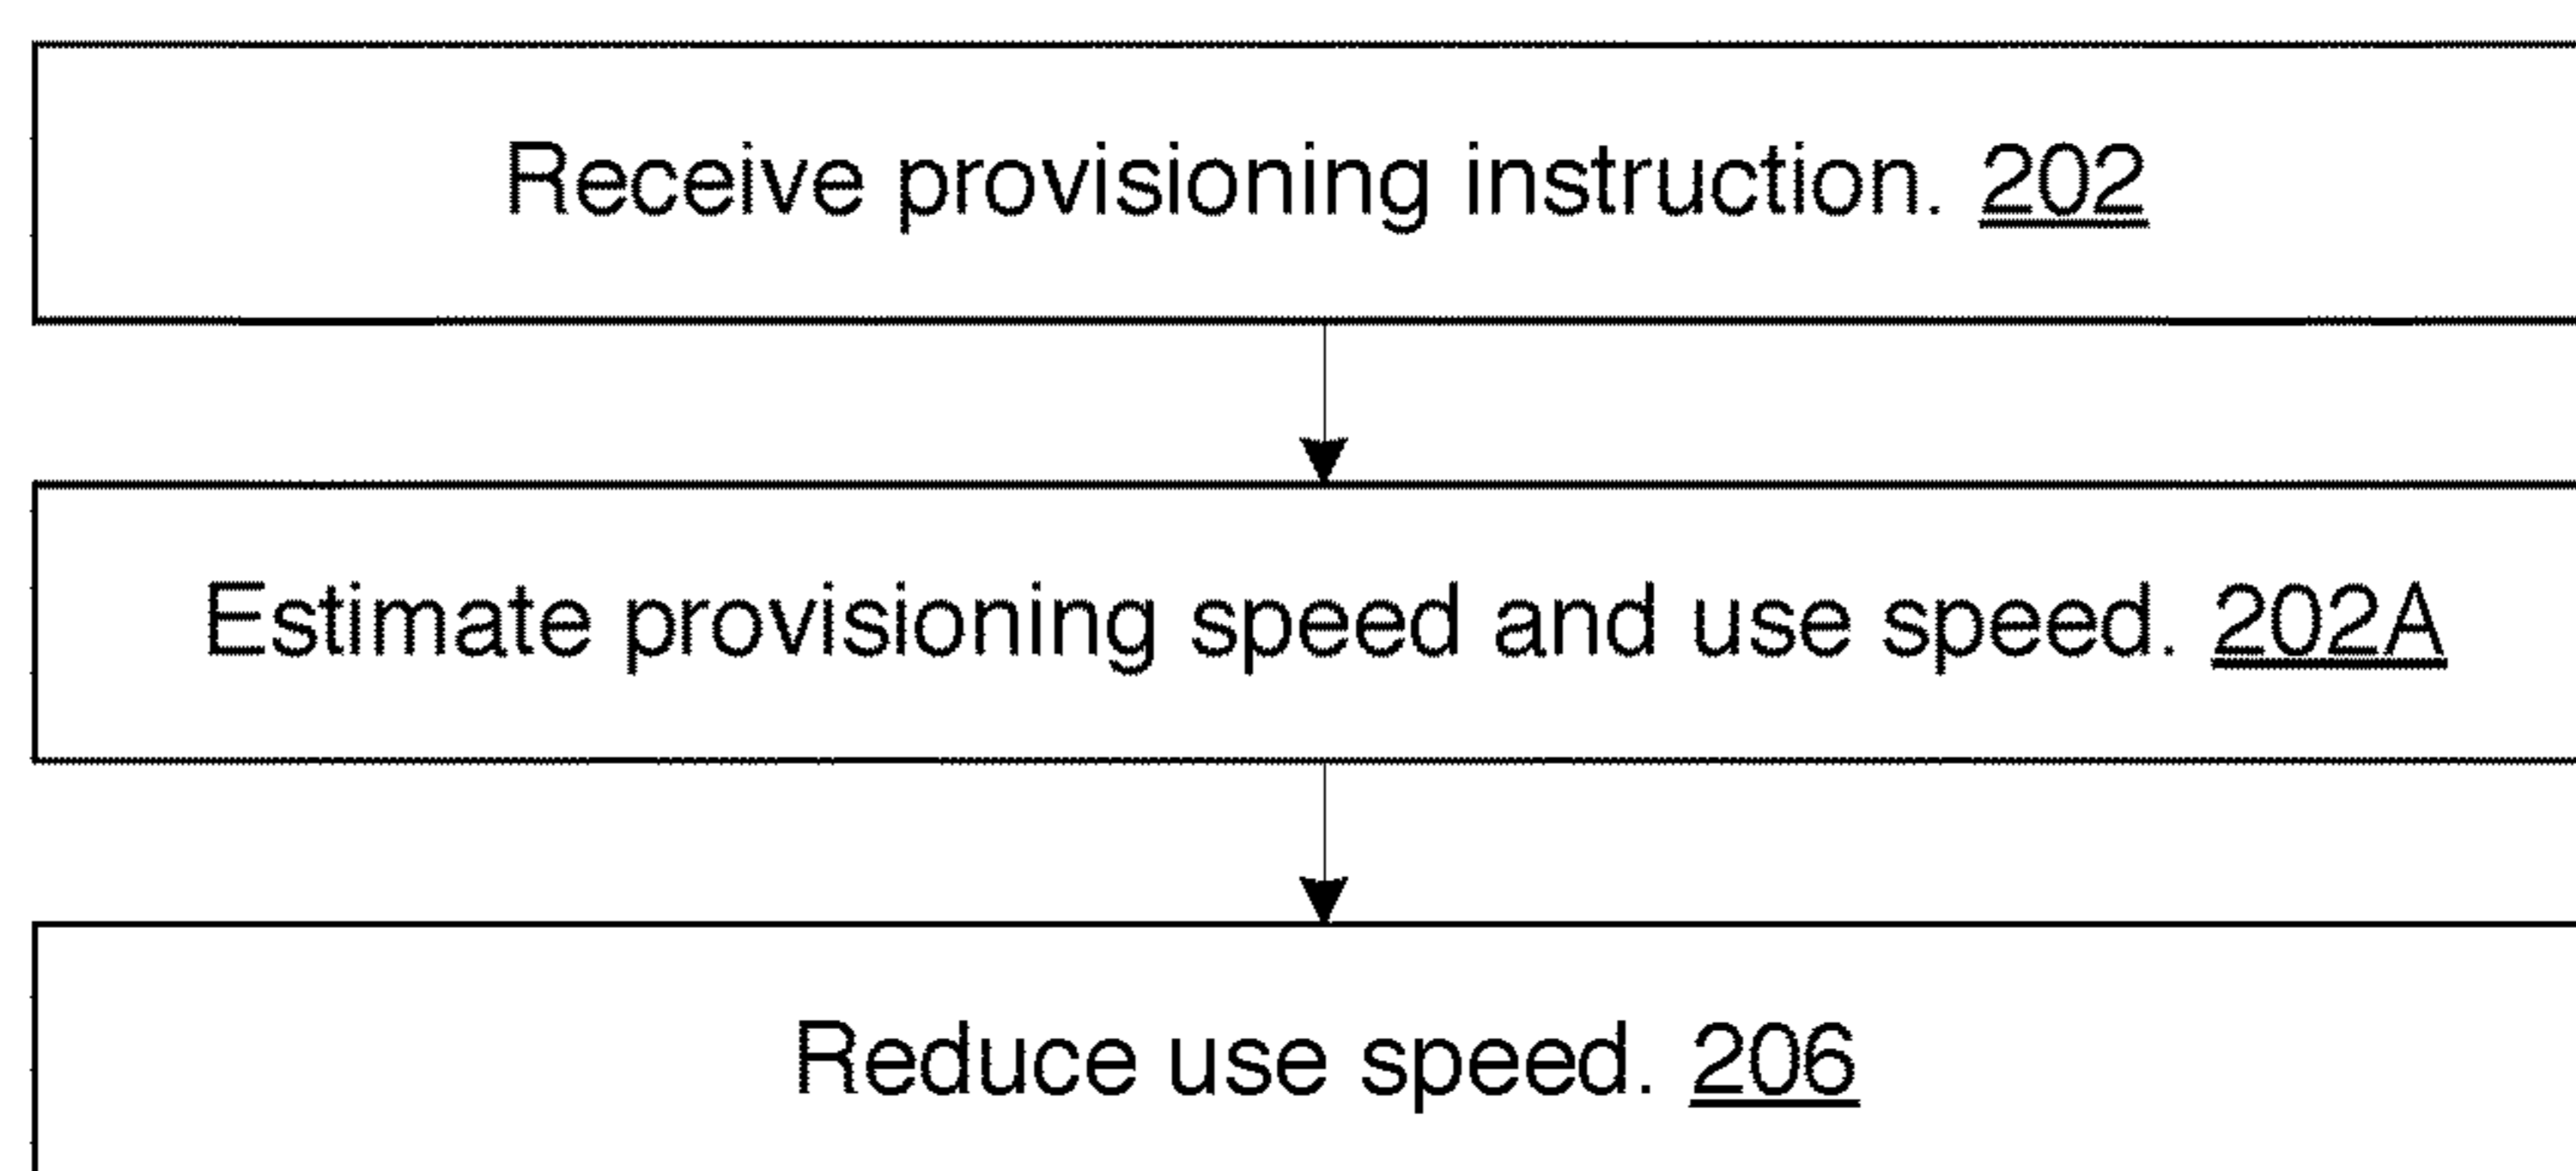 Receive provisioning instruction. 202
Estimate provisioning speed and use speed. 202A
Reduce use speed. 206